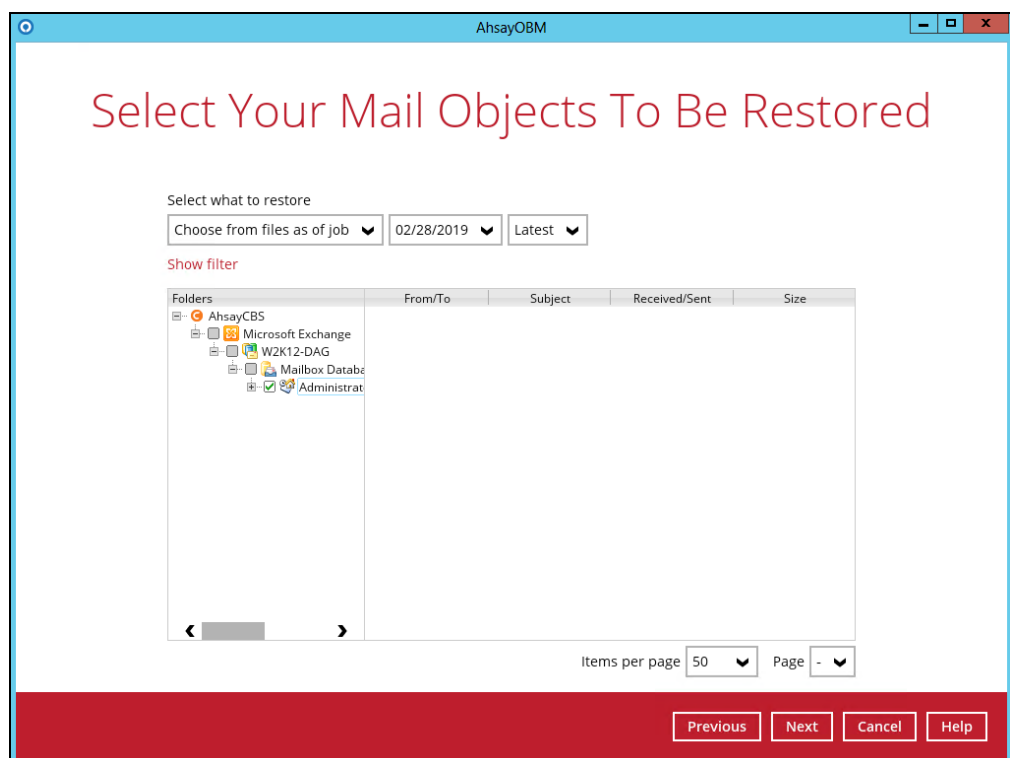 AhsayOBM
Select Your Mail Objects To Be Restored
Select what to restore
Choose from files as of job 02/28/2019 Latest
Show filter
Folders From/To Subject Received/Sent Size
AhsayCBS
Microsoft Exchange
W2K12-DAG
Mailbox Databa
Administrat
Items per page 50 Page -
Previous Next Cancel Help